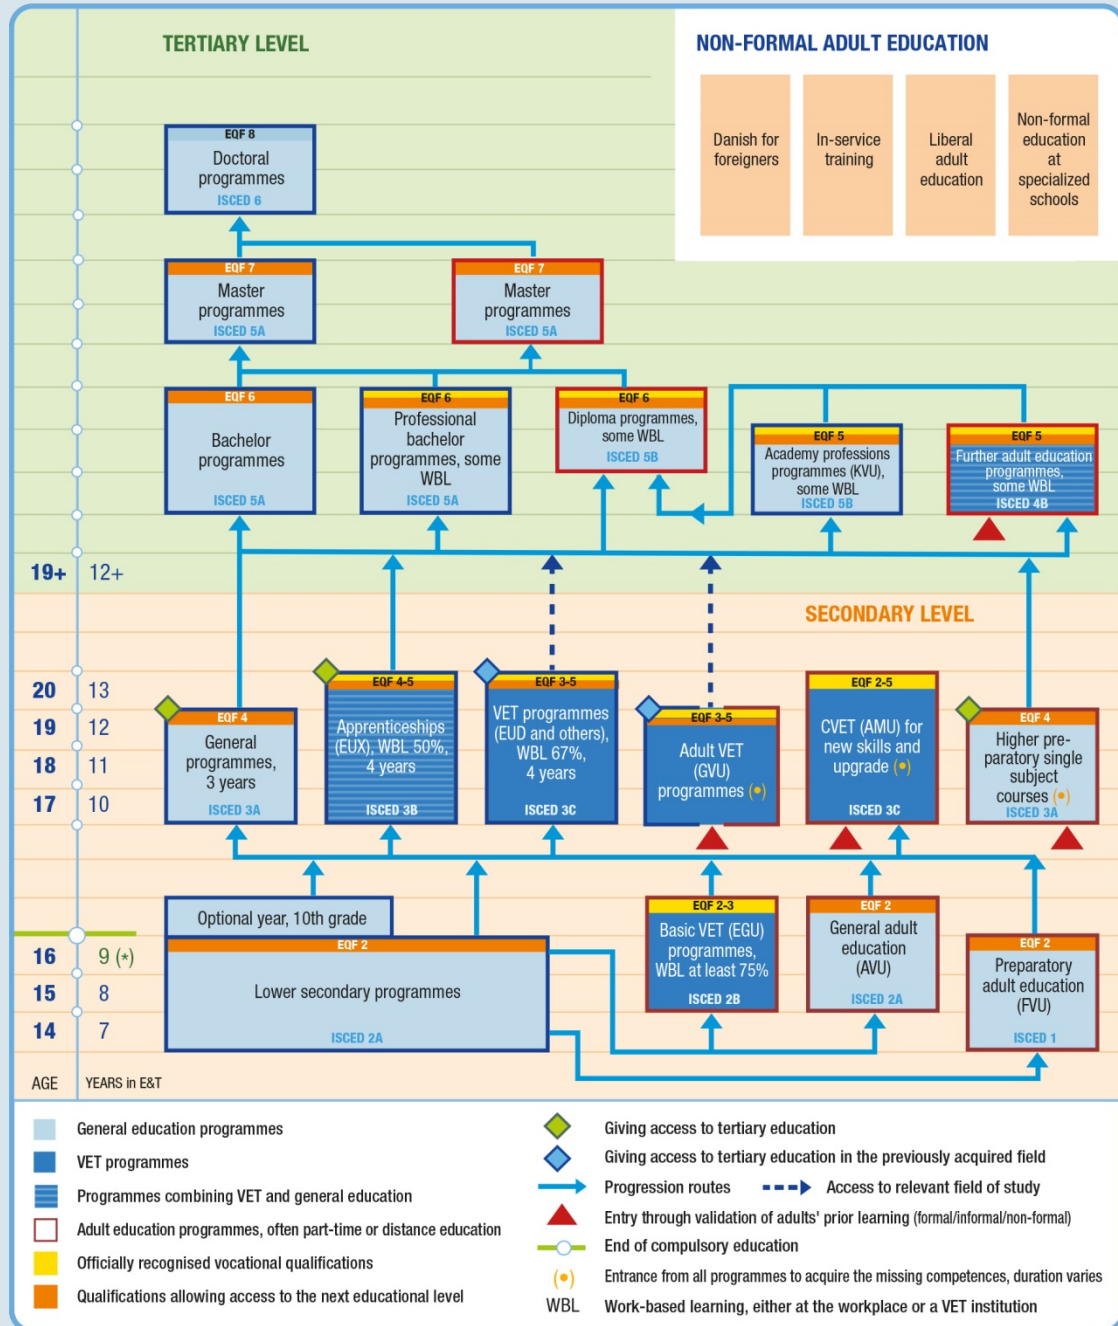 TERTIARY LEVEL
NON-FORMAL ADULT EDUCATION
Danish for
foreigners
In-service
training
Liberal
adult
education
Non-formal
education
at
specialized
schools
EQF 8
Doctoral
programmes
ISCED 6
EQF 7
Master
programmes
ISCED 5A
EQF 7
Master
programmes
ISCED 5A
EQF 6
Bachelor
programmes
ISCED 5A
EQF 6
Professional
bachelor
programmes, some
WBL
ISCED 5A
EQF 6
Diploma programmes,
some WBL
ISCED 5B
EQF 5
Academy professions
programmes (KVU),
some WBL
ISCED 5B
EQF 5
Further adult education
programmes,
some WBL
ISCED 4B
19+ 12+
SECONDARY LEVEL
20 13
19 12
18 11
17 10
EQF 4
General
programmes,
3 years
ISCED 3A
EQF 4-5
Apprenticeships
(EUX), WBL 50%,
4 years
ISCED 3B
EQF 3-5
VET programmes
(EUD and others),
WBL 67%,
4 years
ISCED 3C
EQF 3-5
Adult VET
(GVU)
programmes (•)
EQF 2-5
CVET (AMU) for
new skills and
upgrade (•)
ISCED 3C
EQF 4
Higher pre-
paratory single
subject
courses (•)
ISCED 3A
Optional year, 10th grade
EQF 2
Lower secondary programmes
ISCED 2A
EQF 2-3
Basic VET (EGU)
programmes,
WBL at least 75%
ISCED 2B
EQF 2
General adult
education
(AVU)
ISCED 2A
EQF 2
Preparatory
adult education
(FVU)
ISCED 1
16 9 (*)
15 8
14 7
AGE YEARS in E&T
General education programmes
VET programmes
Programmes combining VET and general education
Adult education programmes, often part-time or distance education
Officially recognised vocational qualifications
Qualifications allowing access to the next educational level
Giving access to tertiary education
Giving access to tertiary education in the previously acquired field
Progression routes
Access to relevant field of study
Entry through validation of adults' prior learning (formal/informal/non-formal)
End of compulsory education
(•) Entrance from all programmes to acquire the missing competences, duration varies
WBL Work-based learning, either at the workplace or a VET institution